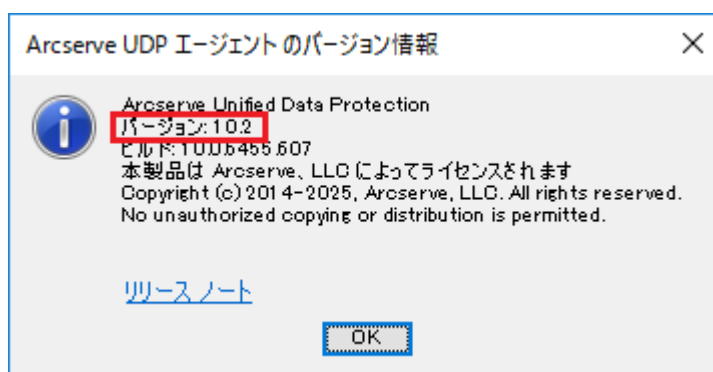 Arcserve UDP エージェントのバージョン情報
Arcserve Unified Data Protection
バージョン: 10.2
ビルド: 10.0.6455.607
本製品は Arcserve, LLC によってライセンスされます
Copyright (c) 2014-2025, Arcserve, LLC. All rights reserved.
No unauthorized copying or distribution is permitted.
リリース ノート
OK